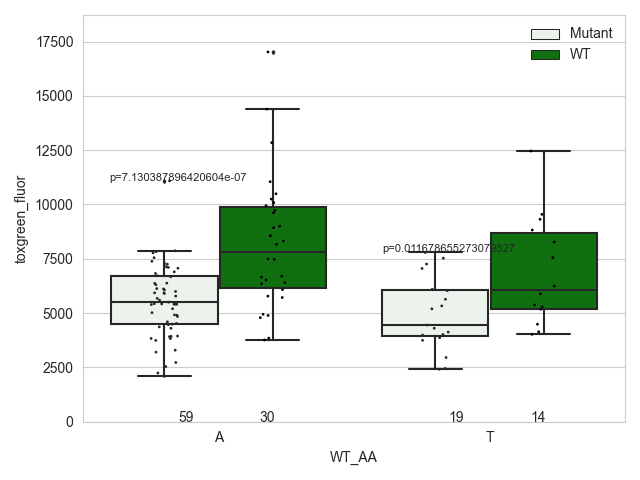 17500
15000
12500
10000
7500
5000
2500
0
toxgreen_fluor
Mutant
WT
p=7.130387896420604e-07
p=0.011678655273079527
59
30
19
14
A
T
WT_AA